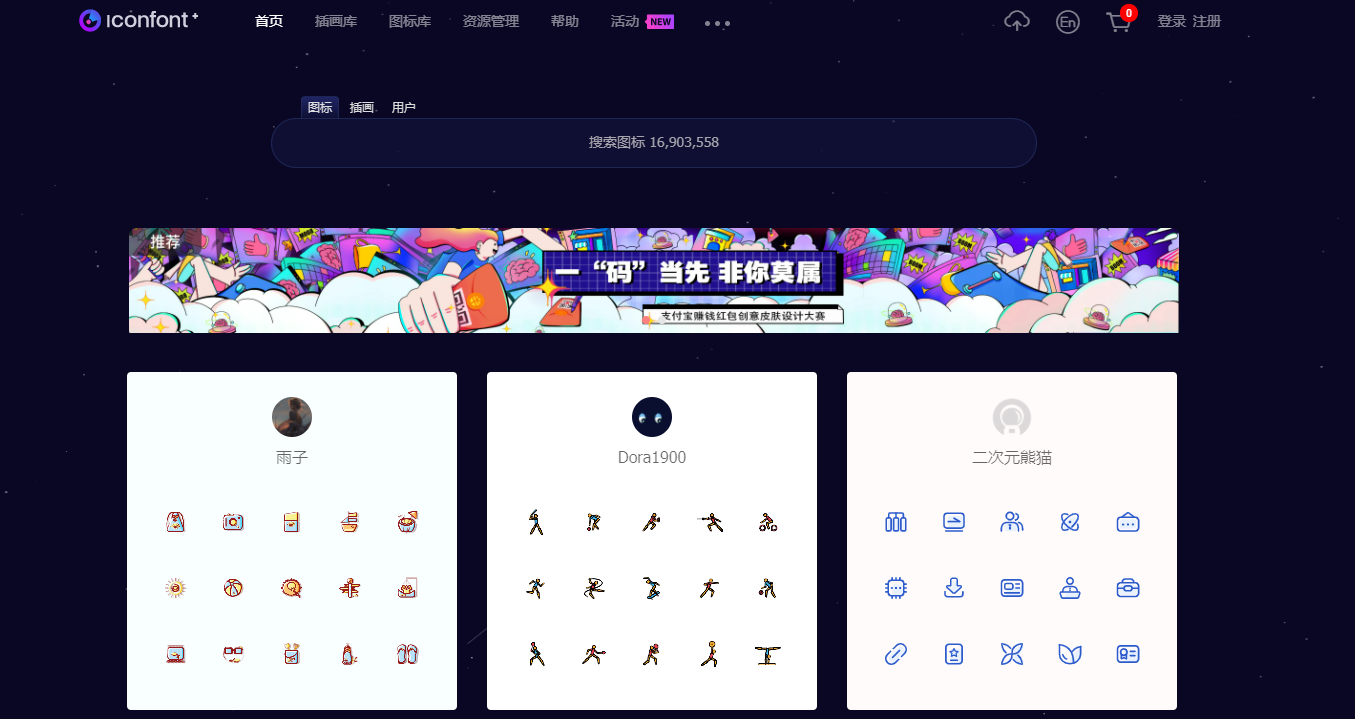 iconfont+
首页 插画库 图标库 资源管理 帮助 活动 NEW En 0 登录 注册
图标 插画 用户
搜索图标 16,903,558
推荐
一“码”当先 非你莫属
支付宝赚钱红包创意皮肤设计大赛
雨子 Dora1900 二次元熊猫